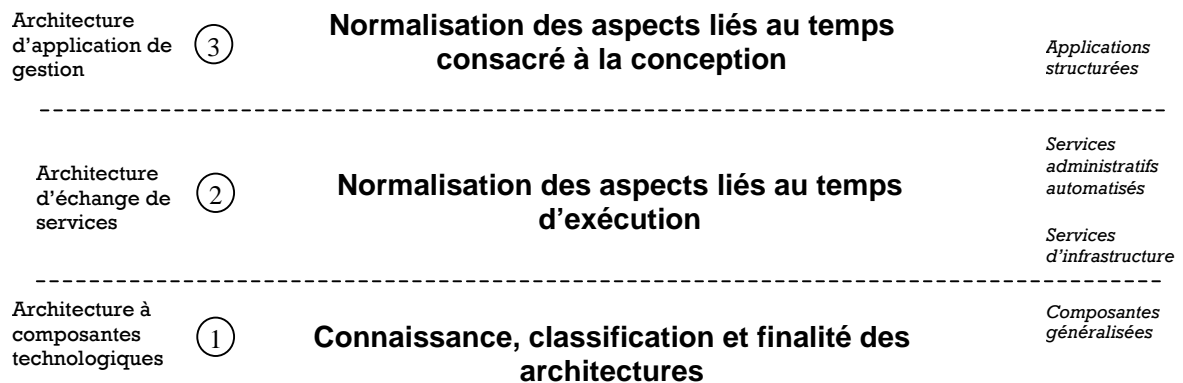 Architecture
d’application de
gestion
3
Normalisation des aspects liés au temps
consacré à la conception
Applications
structurées
Architecture
d’échange de
services
2
Normalisation des aspects liés au temps
d’exécution
Services
administratifs
automatisés
Services
d’infrastructure
Architecture à
composantes
technologiques
1
Connaissance, classification et finalité des
architectures
Composantes
généralisées